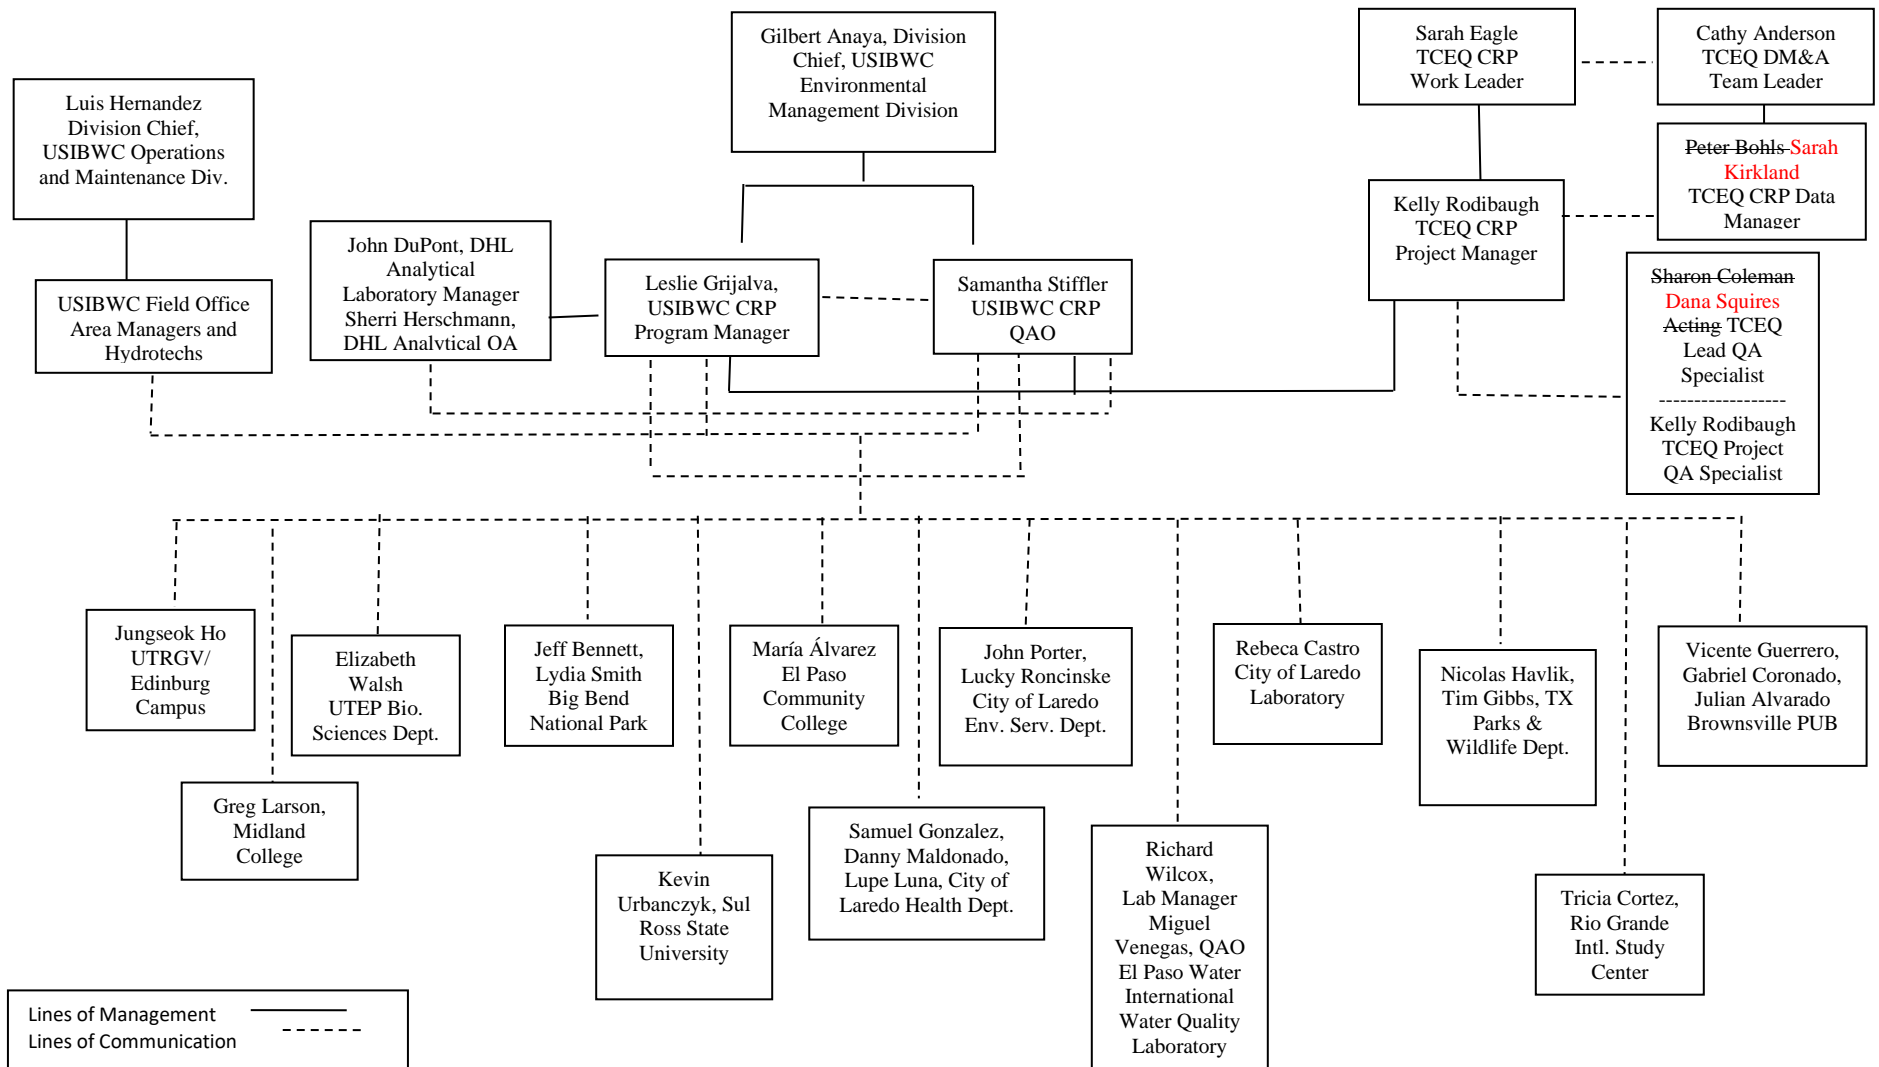 Gilbert Anaya, Division
Chief, USIBWC
Environmental
Management Division
Sarah Eagle
TCEQ CRP
Work Leader
Cathy Anderson
TCEQ DM&A
Team Leader
Luis Hernandez
Division Chief,
USIBWC Operations
and Maintenance Div.
Peter Bohls Sarah
Kirkland
TCEQ CRP Data
Manager
Kelly Rodibaugh
TCEQ CRP
Project Manager
John DuPont, DHL
Analytical
Laboratory Manager
Sherri Herschmann,
DHL Analytical QA
Leslie Grijalva,
USIBWC CRP
Program Manager
Samantha Stiffler
USIBWC CRP
QAO
USIBWC Field Office
Area Managers and
Hydrotechs
Sharon Coleman
Dana Squires
Acting TCEQ
Lead QA
Specialist
--------------------
Kelly Rodibaugh
TCEQ Project
QA Specialist
Jungseok Ho
UTRGV/
Edinburg
Campus
Elizabeth
Walsh
UTEP Bio.
Sciences Dept.
Jeff Bennett,
Lydia Smith
Big Bend
National Park
María Álvarez
El Paso
Community
College
John Porter,
Lucky Roncinske
City of Laredo
Env. Serv. Dept.
Rebeca Castro
City of Laredo
Laboratory
Nicolas Havlik,
Tim Gibbs, TX
Parks &
Wildlife Dept.
Vicente Guerrero,
Gabriel Coronado,
Julian Alvarado
Brownsville PUB
Greg Larson,
Midland
College
Kevin
Urbanczyk, Sul
Ross State
University
Samuel Gonzalez,
Danny Maldonado,
Lupe Luna, City of
Laredo Health Dept.
Richard
Wilcox,
Lab Manager
Miguel
Venegas, QAO
El Paso Water
International
Water Quality
Laboratory
Tricia Cortez,
Rio Grande
Intl. Study
Center
Lines of Management
Lines of Communication